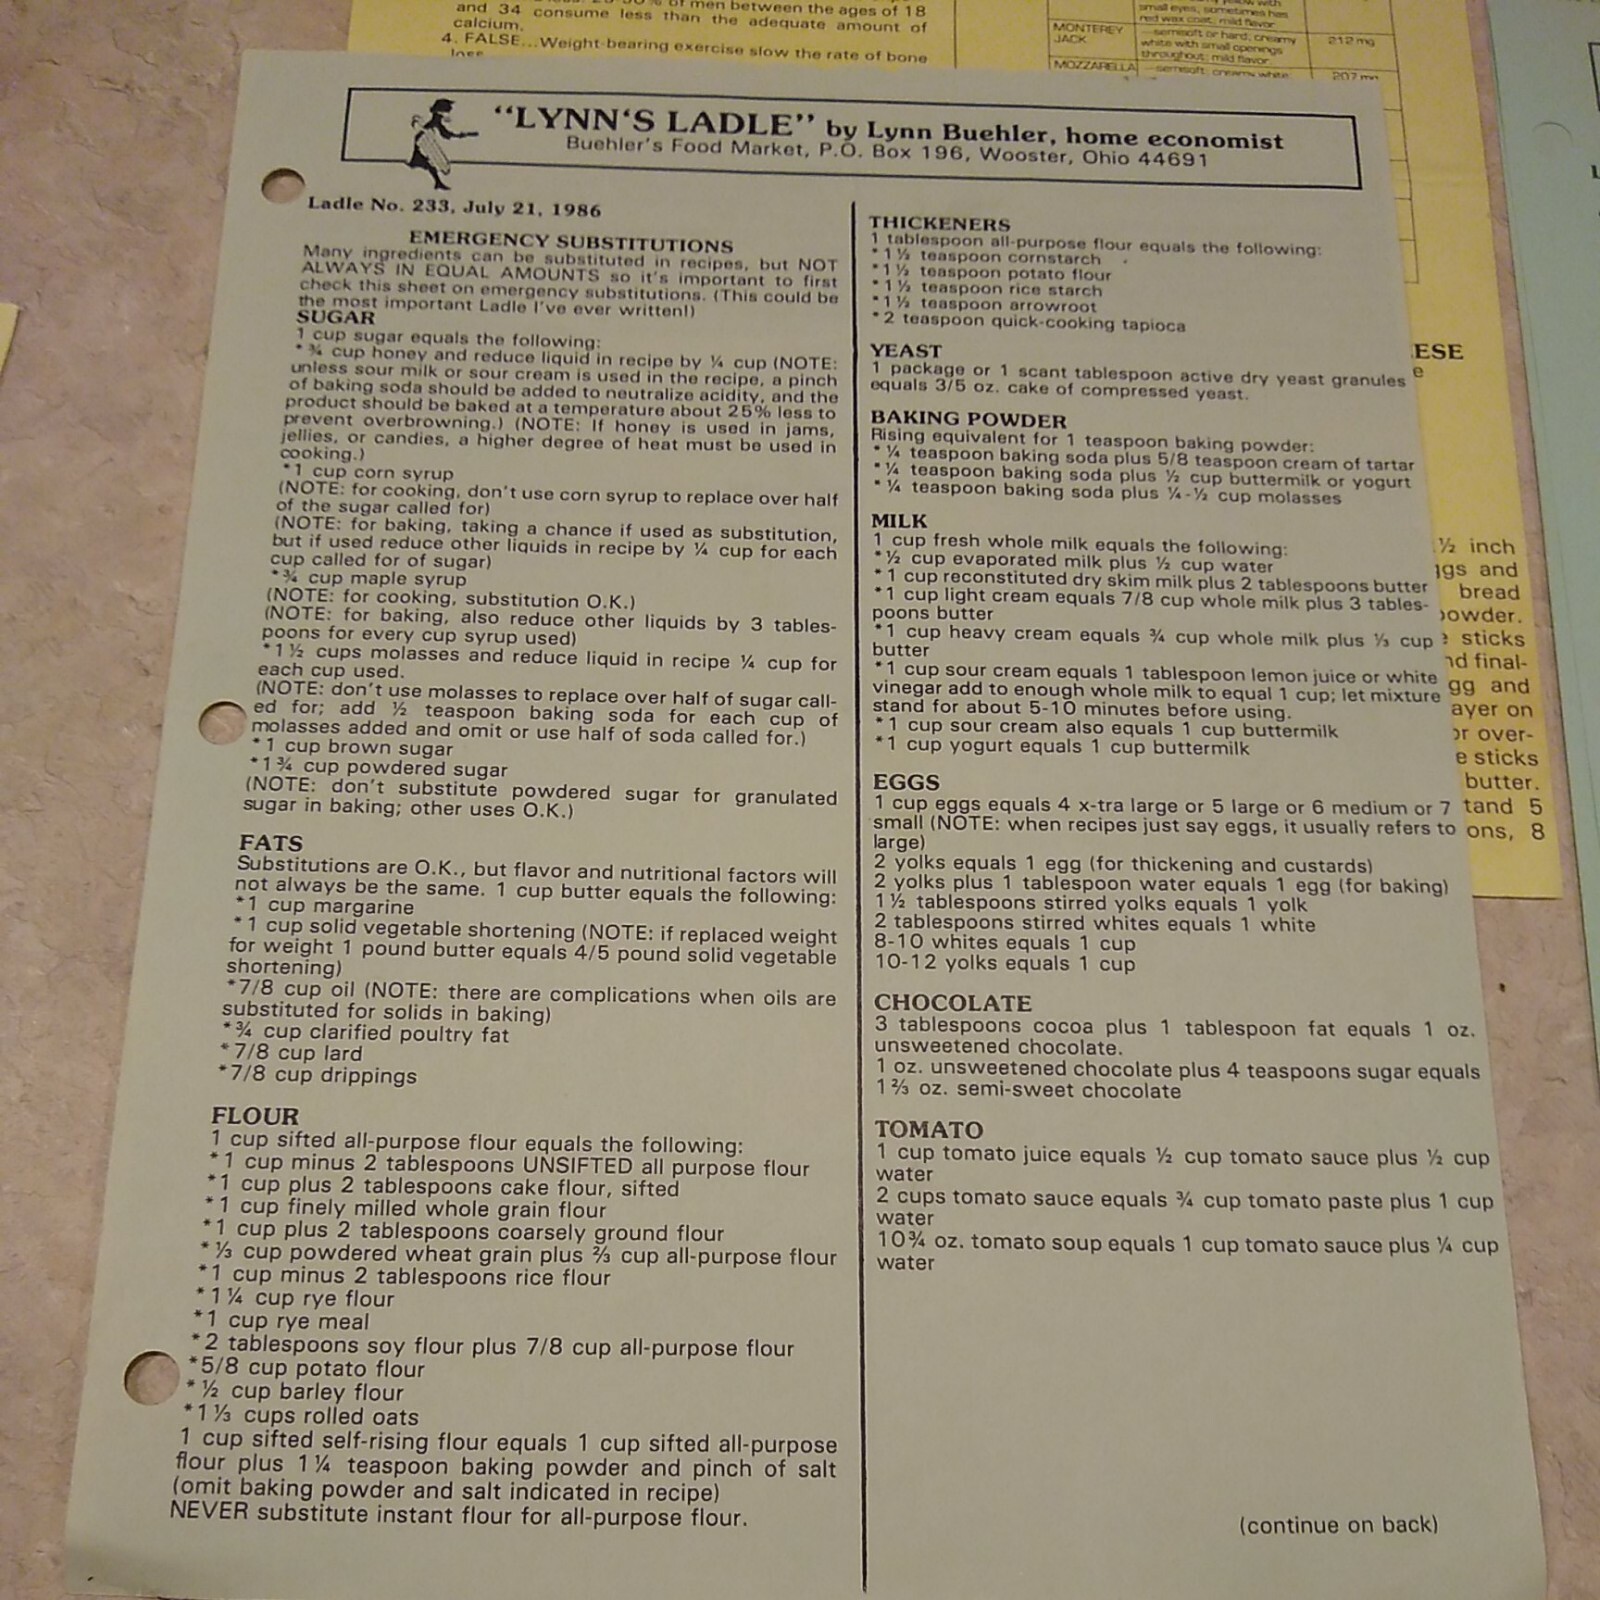 and 34 consume less than the adequate amount of
calcium.
4. FALSE...Weight-bearing exercise slow the rate of bone
small eyes, sometimes has
red wax coat; mild flavor.
MONTEREY
JACK
—semisoft or hard; creamy
white with small openings
throughout; mild flavor.
212 mg
MOZZARELLA
—semisoft; creamy white;
207 mg
"LYNN'S LADLE" by Lynn Buehler, home economist
Buehler's Food Market, P.O. Box 196, Wooster, Ohio 44691
Ladle No. 233, July 21, 1986
EMERGENCY SUBSTITUTIONS
Many ingredients can be substituted in recipes, but NOT
ALWAYS IN EQUAL AMOUNTS so it's important to first
check this sheet on emergency substitutions. (This could be
the most important Ladle I've ever written!)
SUGAR
1 cup sugar equals the following:
*¾ cup honey and reduce liquid in recipe by ¼ cup (NOTE:
unless sour milk or sour cream is used in the recipe, a pinch
of baking soda should be added to neutralize acidity, and the
product should be baked at a temperature about 25% less to
prevent overbrowning.) (NOTE: If honey is used in jams,
jellies, or candies, a higher degree of heat must be used in
cooking.)
*1 cup corn syrup
(NOTE: for cooking, don't use corn syrup to replace over half
of the sugar called for)
(NOTE: for baking, taking a chance if used as substitution,
but if used reduce other liquids in recipe by ¼ cup for each
cup called for of sugar)
*¾ cup maple syrup
(NOTE: for cooking, substitution O.K.)
(NOTE: for baking, also reduce other liquids by 3 tables-
poons for every cup syrup used)
*1½ cups molasses and reduce liquid in recipe ¼ cup for
each cup used.
(NOTE: don't use molasses to replace over half of sugar call-
ed for; add ½ teaspoon baking soda for each cup of
molasses added and omit or use half of soda called for.)
*1 cup brown sugar
*1¾ cup powdered sugar
(NOTE: don't substitute powdered sugar for granulated
sugar in baking; other uses O.K.)
FATS
Substitutions are O.K., but flavor and nutritional factors will
not always be the same. 1 cup butter equals the following:
*1 cup margarine
*1 cup solid vegetable shortening (NOTE: if replaced weight
for weight 1 pound butter equals 4/5 pound solid vegetable
shortening)
*7/8 cup oil (NOTE: there are complications when oils are
substituted for solids in baking)
*¾ cup clarified poultry fat
*7/8 cup lard
*7/8 cup drippings
FLOUR
1 cup sifted all-purpose flour equals the following:
*1 cup minus 2 tablespoons UNSIFTED all purpose flour
*1 cup plus 2 tablespoons cake flour, sifted
*1 cup finely milled whole grain flour
*1 cup plus 2 tablespoons coarsely ground flour
*⅓ cup powdered wheat grain plus ⅔ cup all-purpose flour
*1 cup minus 2 tablespoons rice flour
*1¼ cup rye flour
*1 cup rye meal
*2 tablespoons soy flour plus 7/8 cup all-purpose flour
*5/8 cup potato flour
*½ cup barley flour
*1⅓ cups rolled oats
1 cup sifted self-rising flour equals 1 cup sifted all-purpose
flour plus 1¼ teaspoon baking powder and pinch of salt
(omit baking powder and salt indicated in recipe)
NEVER substitute instant flour for all-purpose flour.
THICKENERS
1 tablespoon all-purpose flour equals the following:
*1½ teaspoon cornstarch
*1½ teaspoon potato flour
*1½ teaspoon rice starch
*1½ teaspoon arrowroot
*2 teaspoon quick-cooking tapioca
YEAST
1 package or 1 scant tablespoon active dry yeast granules
equals 3/5 oz. cake of compressed yeast.
BAKING POWDER
Rising equivalent for 1 teaspoon baking powder:
*¼ teaspoon baking soda plus 5/8 teaspoon cream of tartar
*¼ teaspoon baking soda plus ½ cup buttermilk or yogurt
*¼ teaspoon baking soda plus ¼-½ cup molasses
MILK
1 cup fresh whole milk equals the following:
*½ cup evaporated milk plus ½ cup water
*1 cup reconstituted dry skim milk plus 2 tablespoons butter
*1 cup light cream equals 7/8 cup whole milk plus 3 tables-
poons butter
*1 cup heavy cream equals ¾ cup whole milk plus ⅓ cup
butter
*1 cup sour cream equals 1 tablespoon lemon juice or white
vinegar add to enough whole milk to equal 1 cup; let mixture
stand for about 5-10 minutes before using.
*1 cup sour cream also equals 1 cup buttermilk
*1 cup yogurt equals 1 cup buttermilk
EGGS
1 cup eggs equals 4 x-tra large or 5 large or 6 medium or 7
small (NOTE: when recipes just say eggs, it usually refers to
large)
2 yolks equals 1 egg (for thickening and custards)
2 yolks plus 1 tablespoon water equals 1 egg (for baking)
1½ tablespoons stirred yolks equals 1 yolk
2 tablespoons stirred whites equals 1 white
8-10 whites equals 1 cup
10-12 yolks equals 1 cup
CHOCOLATE
3 tablespoons cocoa plus 1 tablespoon fat equals 1 oz.
unsweetened chocolate.
1 oz. unsweetened chocolate plus 4 teaspoons sugar equals
1⅔ oz. semi-sweet chocolate
TOMATO
1 cup tomato juice equals ½ cup tomato sauce plus ½ cup
water
2 cups tomato sauce equals ¾ cup tomato paste plus 1 cup
water
10¾ oz. tomato soup equals 1 cup tomato sauce plus ¼ cup
water
(continue on back)
ESE
e
½ inch
ggs and
bread
powder.
sticks
nd final-
gg and
ayer on
or over-
e sticks
butter.
tand 5
ons, 8